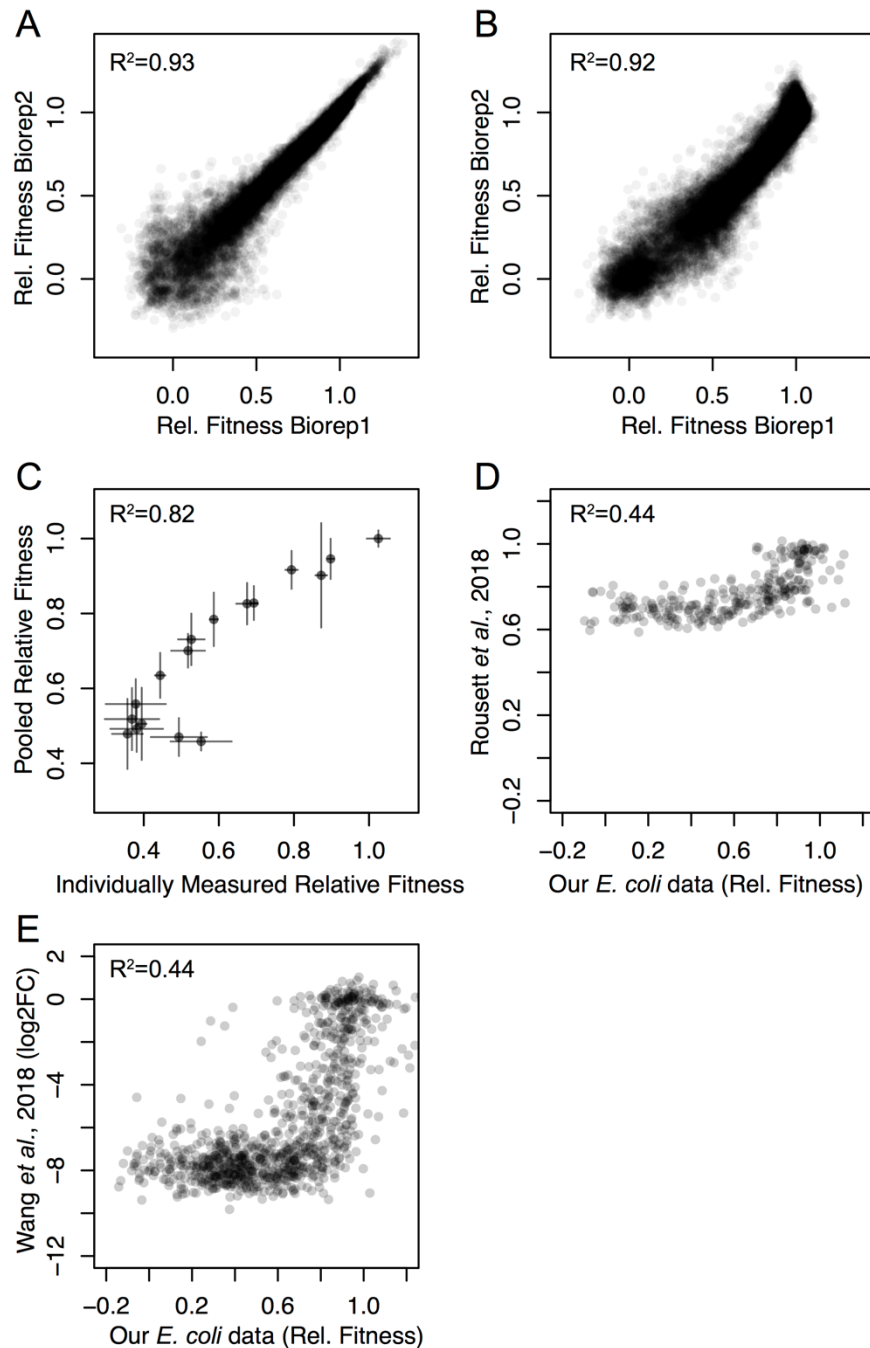 A
R²=0.93
Rel. Fitness Biorep2
1.0
0.5
0.0
0.0 0.5 1.0
Rel. Fitness Biorep1
B
R²=0.92
Rel. Fitness Biorep2
1.0
0.5
0.0
0.0 0.5 1.0
Rel. Fitness Biorep1
C
R²=0.82
Pooled Relative Fitness
1.0
0.8
0.6
0.4
0.4 0.6 0.8 1.0
Individually Measured Relative Fitness
D
R²=0.44
Rousett et al., 2018
1.0
0.6
0.2
−0.2
−0.2 0.2 0.6 1.0
Our E. coli data (Rel. Fitness)
E
R²=0.44
Wang et al., 2018 (log2FC)
2
0
−4
−8
−12
−0.2 0.2 0.6 1.0
Our E. coli data (Rel. Fitness)